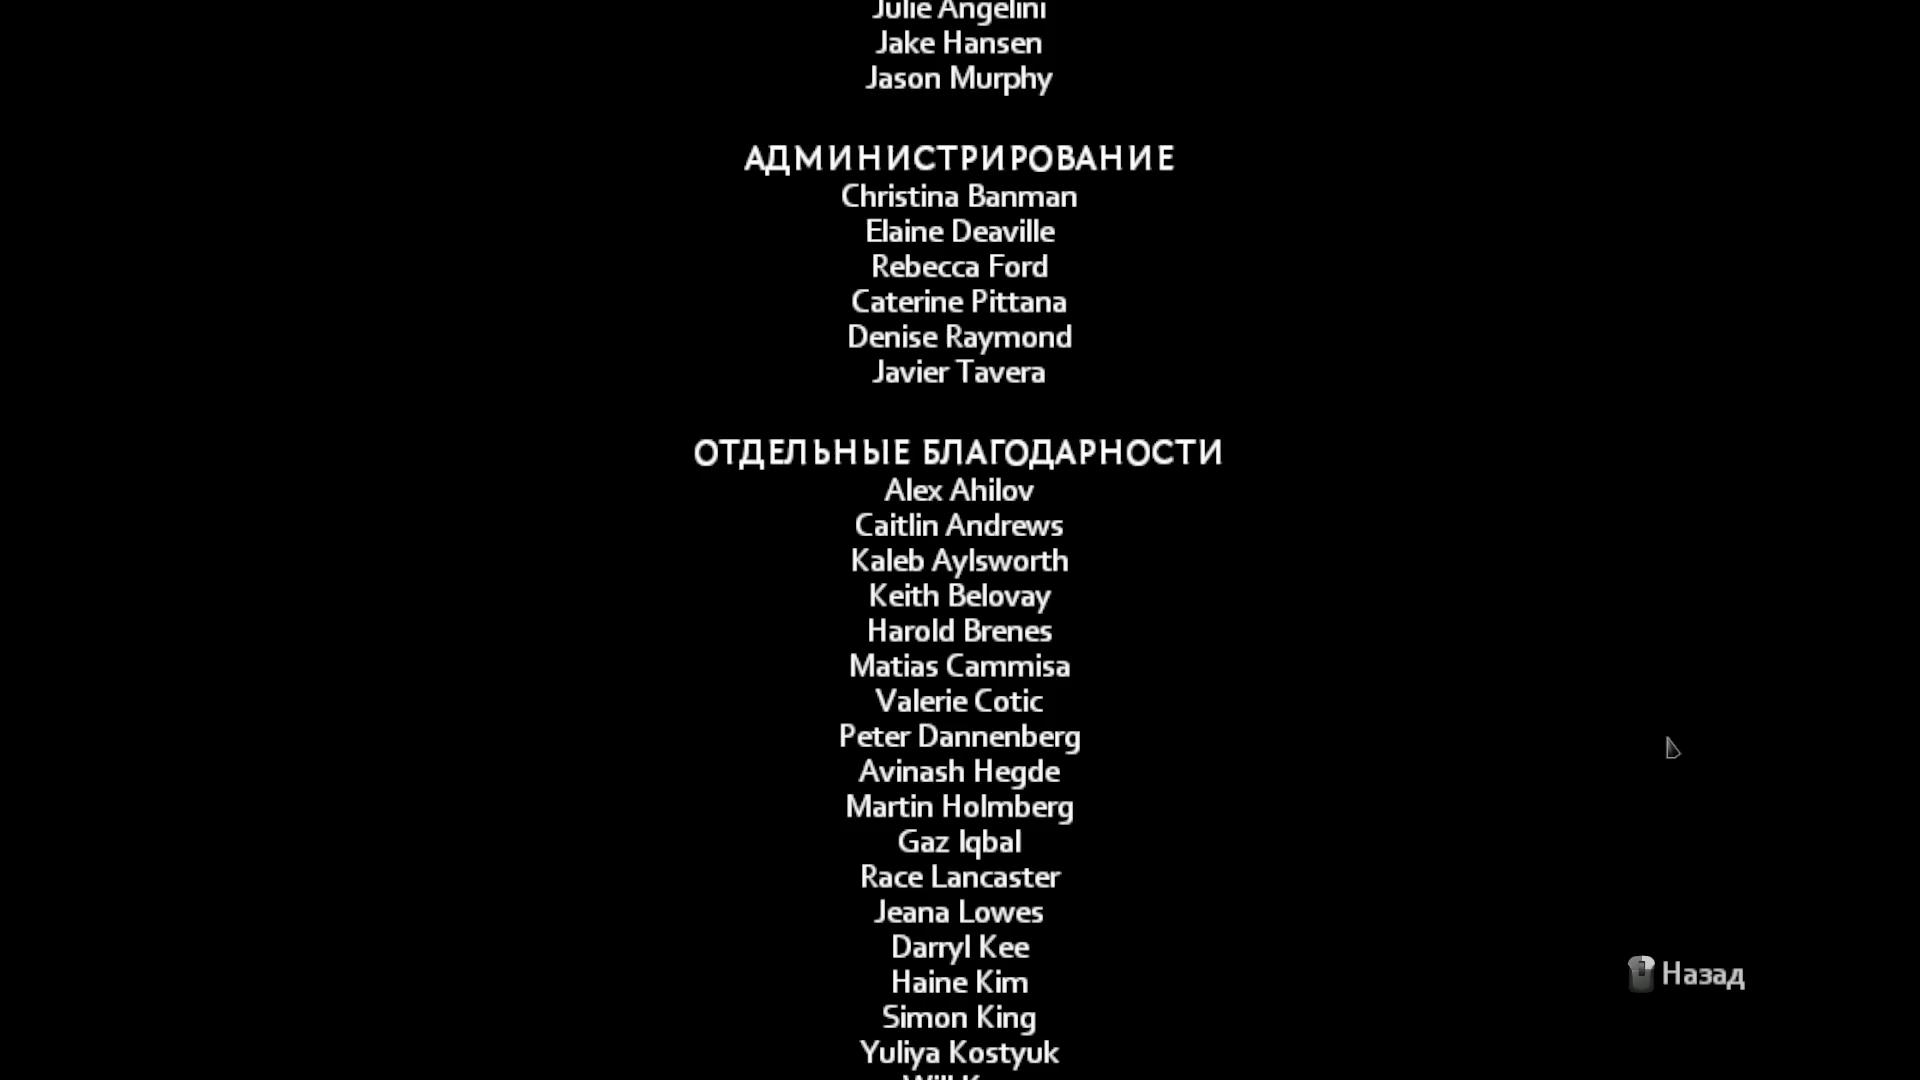 Julie Angelini
Jake Hansen
Jason Murphy
АДМИНИСТРИРОВАНИЕ
Christina Banman
Elaine Deaville
Rebecca Ford
Caterine Pittana
Denise Raymond
Javier Tavera
ОТДЕЛЬНЫЕ БЛАГОДАРНОСТИ
Alex Ahilov
Caitlin Andrews
Kaleb Aylsworth
Keith Belovay
Harold Brenes
Matias Cammisa
Valerie Cotic
Peter Dannenberg
Avinash Hegde
Martin Holmberg
Gaz Iqbal
Race Lancaster
Jeana Lowes
Darryl Kee
Haine Kim
Назад
Simon King
Yuliya Kostyuk